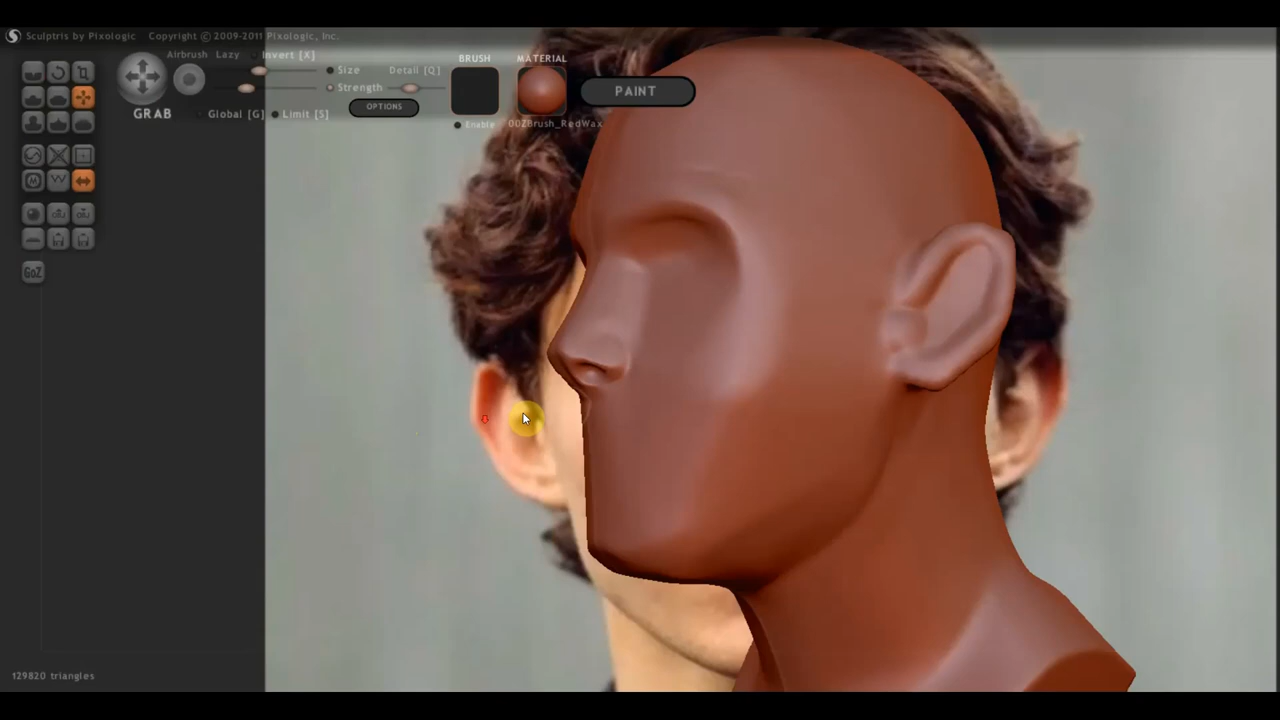 Sculptris by Pixologic Copyright © 2009-2011 Pixologic, Inc.
Airbrush Lazy Invert [X]
BRUSH MATERIAL
Size Detail [Q]
Strength
PAINT
OPTIONS
GRAB Global [G] Limit [S]
Enable 00ZBrush_RedWax
GoZ
129820 triangles